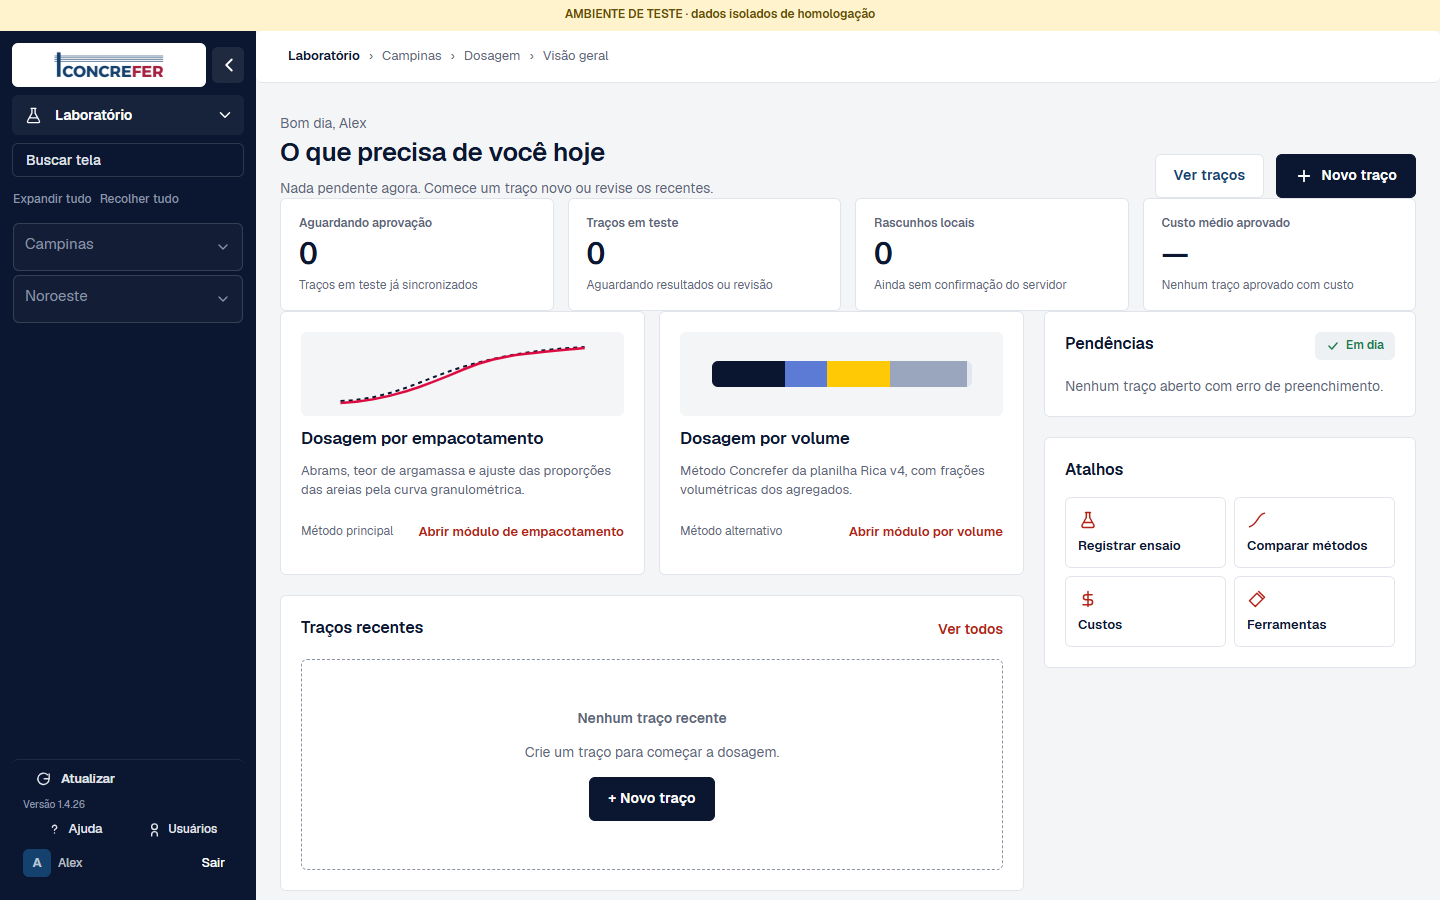 AMBIENTE DE TESTE · dados isolados de homologação
CONCREFER
Laboratório
Buscar tela
Expandir tudo Recolher tudo
Campinas
Noroeste
Atualizar
Versão 1.4.26
? Ajuda Usuários
A Alex Sair
Laboratório › Campinas › Dosagem › Visão geral
Bom dia, Alex
O que precisa de você hoje
Nada pendente agora. Comece um traço novo ou revise os recentes.
Ver traços
+ Novo traço
Aguardando aprovação
0
Traços em teste já sincronizados
Traços em teste
0
Aguardando resultados ou revisão
Rascunhos locais
0
Ainda sem confirmação do servidor
Custo médio aprovado
—
Nenhum traço aprovado com custo
Dosagem por empacotamento
Abrams, teor de argamassa e ajuste das proporções
das areias pela curva granulométrica.
Método principal Abrir módulo de empacotamento
Dosagem por volume
Método Concrefer da planilha Rica v4, com frações
volumétricas dos agregados.
Método alternativo Abrir módulo por volume
Pendências
Em dia
Nenhum traço aberto com erro de preenchimento.
Atalhos
Registrar ensaio
Comparar métodos
Custos
Ferramentas
Traços recentes
Ver todos
Nenhum traço recente
Crie um traço para começar a dosagem.
+ Novo traço